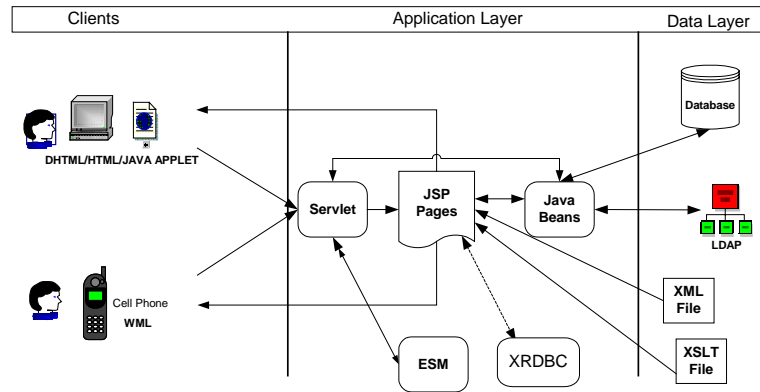 Clients
Application Layer
Data Layer
Database
DHTML/HTML/JAVA APPLET
Servlet
JSP
Pages
Java
Beans
LDAP
Cell Phone
WML
XML
File
ESM
XRDBC
XSLT
File